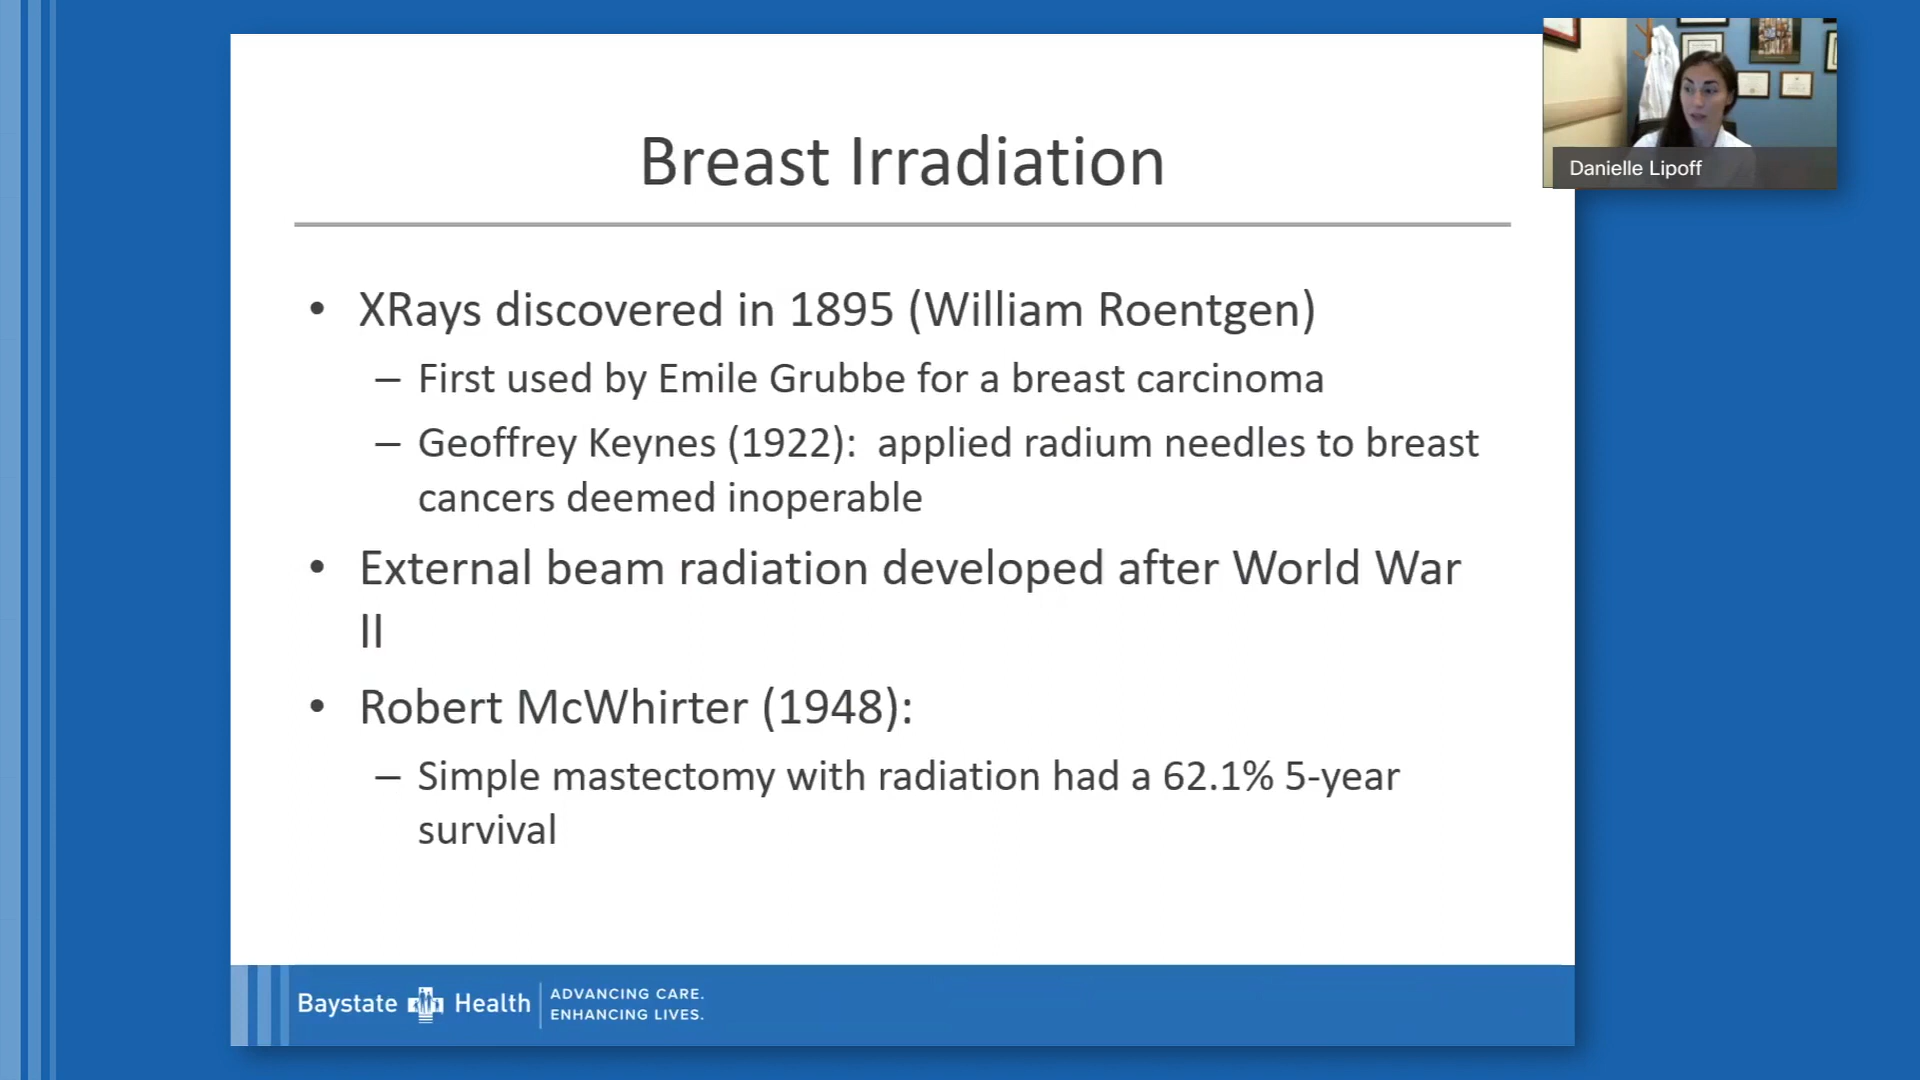 Breast Irradiation
• XRays discovered in 1895 (William Roentgen)
– First used by Emile Grubbe for a breast carcinoma
– Geoffrey Keynes (1922):  applied radium needles to breast
cancers deemed inoperable
• External beam radiation developed after World War
II
• Robert McWhirter (1948):
– Simple mastectomy with radiation had a 62.1% 5-year
survival
Danielle Lipoff
Baystate Health
ADVANCING CARE.
ENHANCING LIVES.